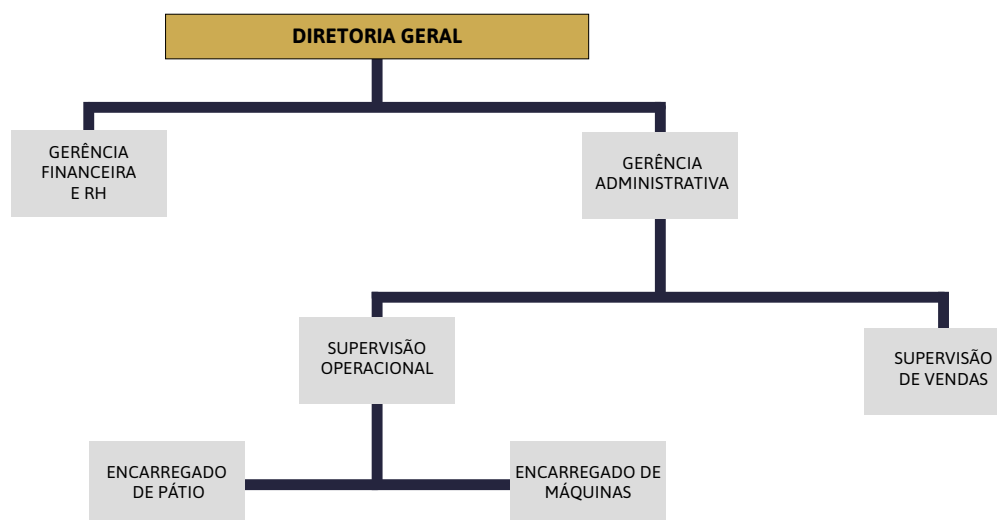 DIRETORIA GERAL
GERÊNCIA
FINANCEIRA
E RH
GERÊNCIA
ADMINISTRATIVA
SUPERVISÃO
OPERACIONAL
SUPERVISÃO
DE VENDAS
ENCARREGADO
DE PÁTIO
ENCARREGADO DE
MÁQUINAS